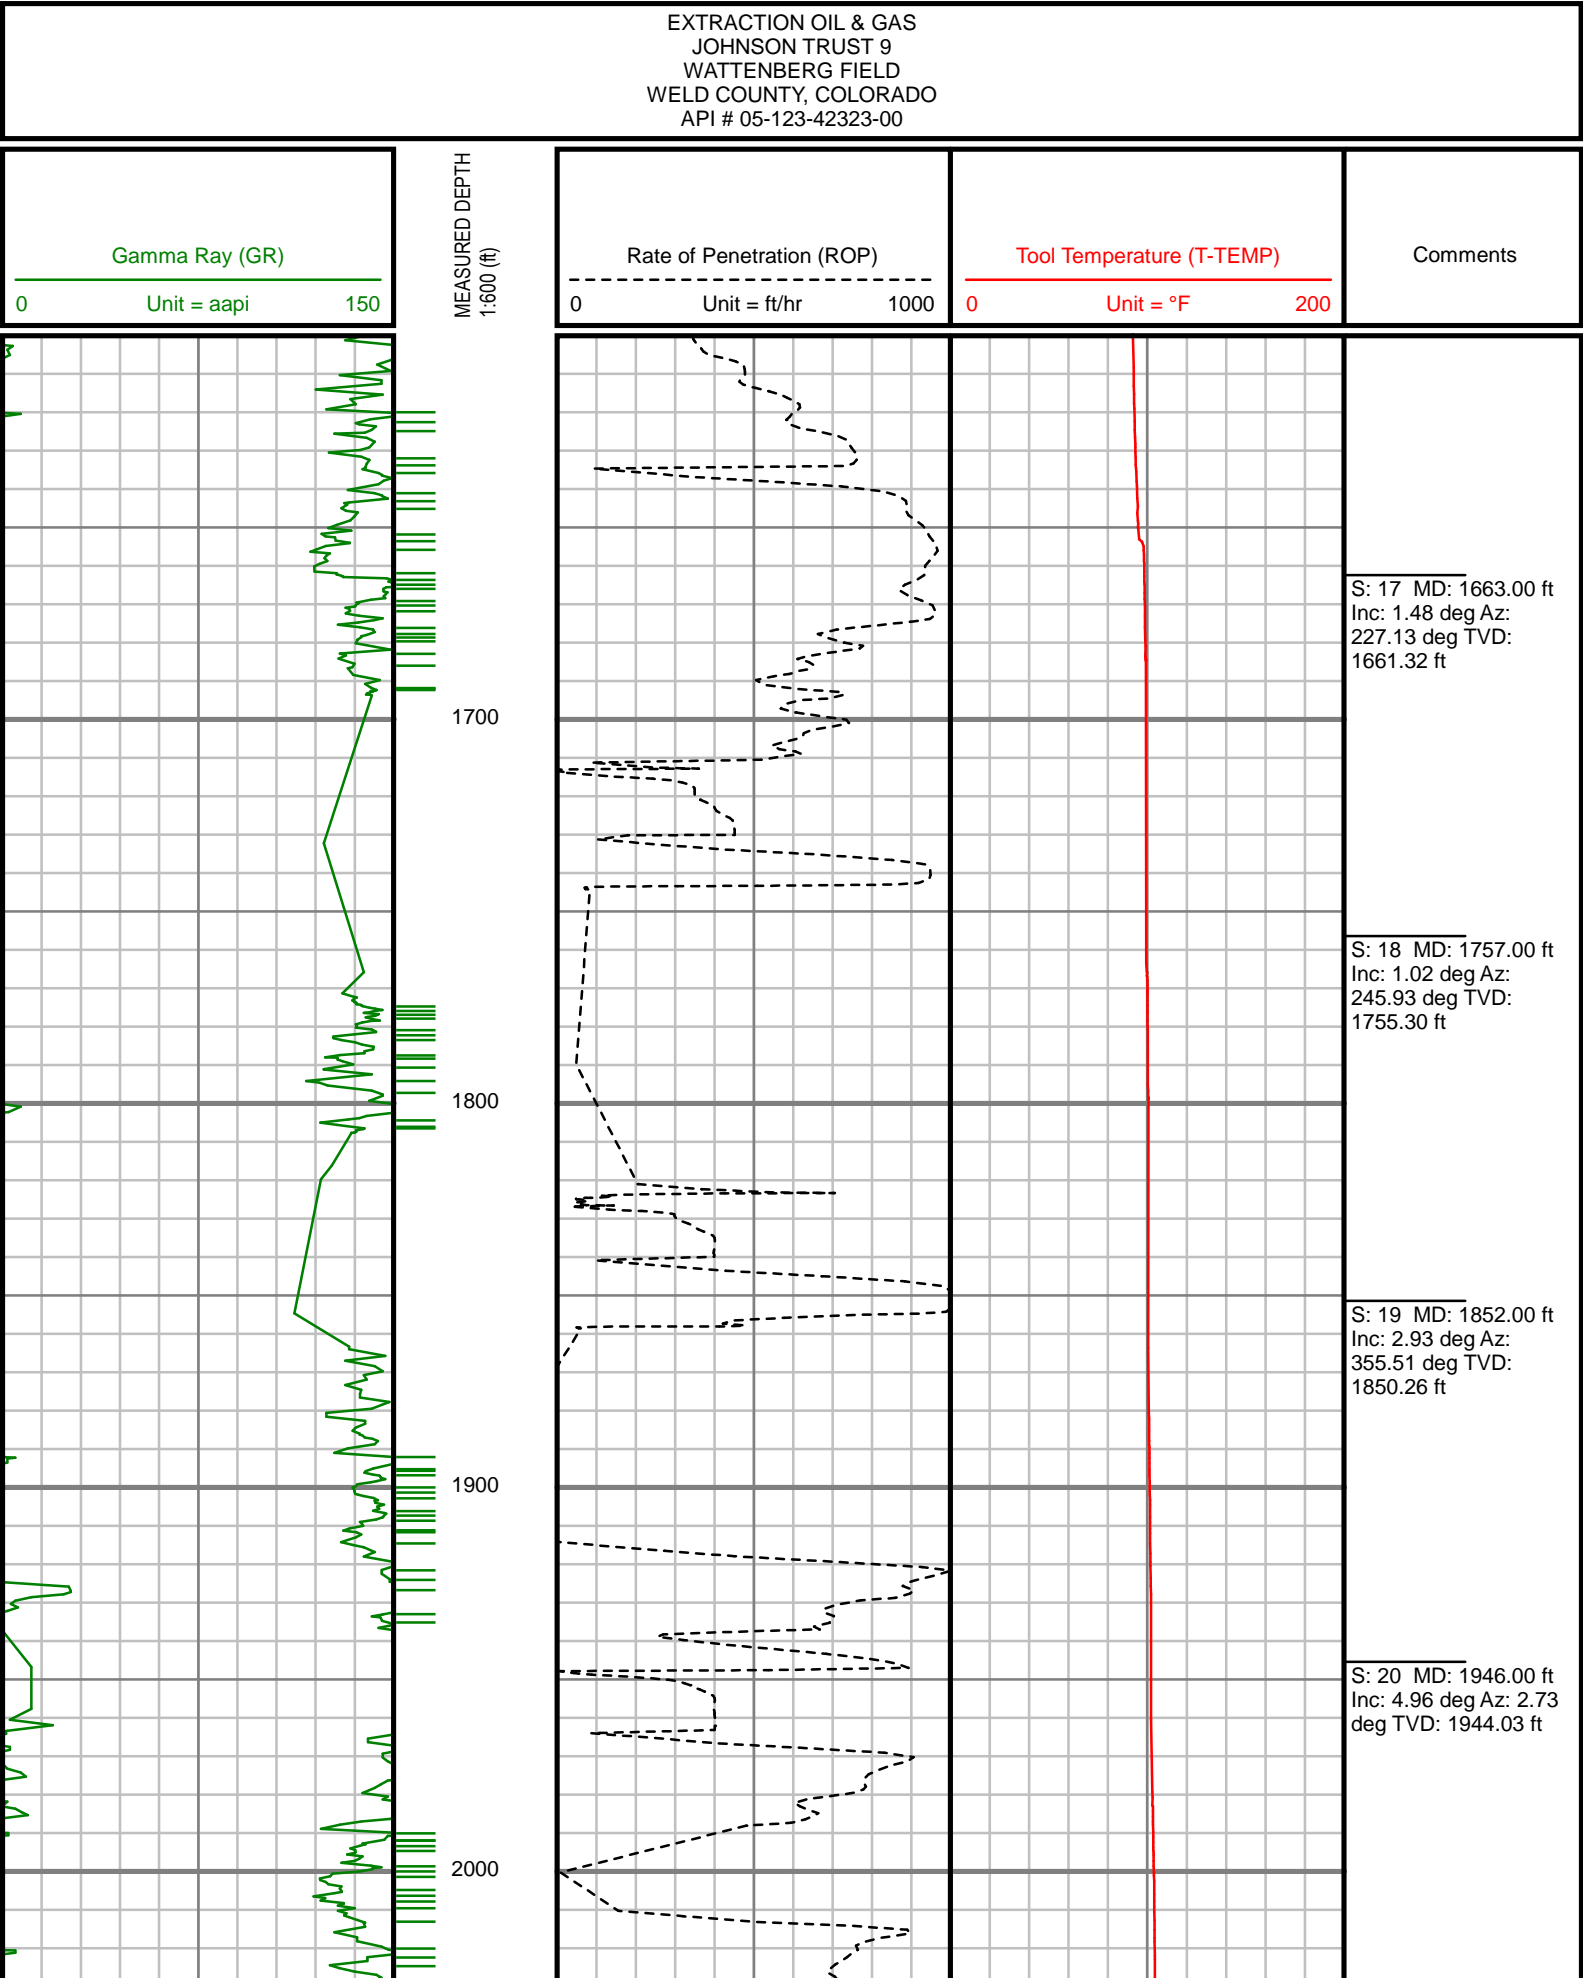 EXTRACTION OIL & GAS
JOHNSON TRUST 9
WATTENBERG FIELD
WELD COUNTY, COLORADO
API # 05-123-42323-00
Gamma Ray (GR)
0 Unit = aapi 150
MEASURED DEPTH
1:600 (ft)
Rate of Penetration (ROP)
0 Unit = ft/hr 1000
Tool Temperature (T-TEMP)
0 Unit = °F 200
Comments
S: 17 MD: 1663.00 ft
Inc: 1.48 deg Az:
227.13 deg TVD:
1661.32 ft
1700
S: 18 MD: 1757.00 ft
Inc: 1.02 deg Az:
245.93 deg TVD:
1755.30 ft
1800
S: 19 MD: 1852.00 ft
Inc: 2.93 deg Az:
355.51 deg TVD:
1850.26 ft
1900
S: 20 MD: 1946.00 ft
Inc: 4.96 deg Az: 2.73
deg TVD: 1944.03 ft
2000